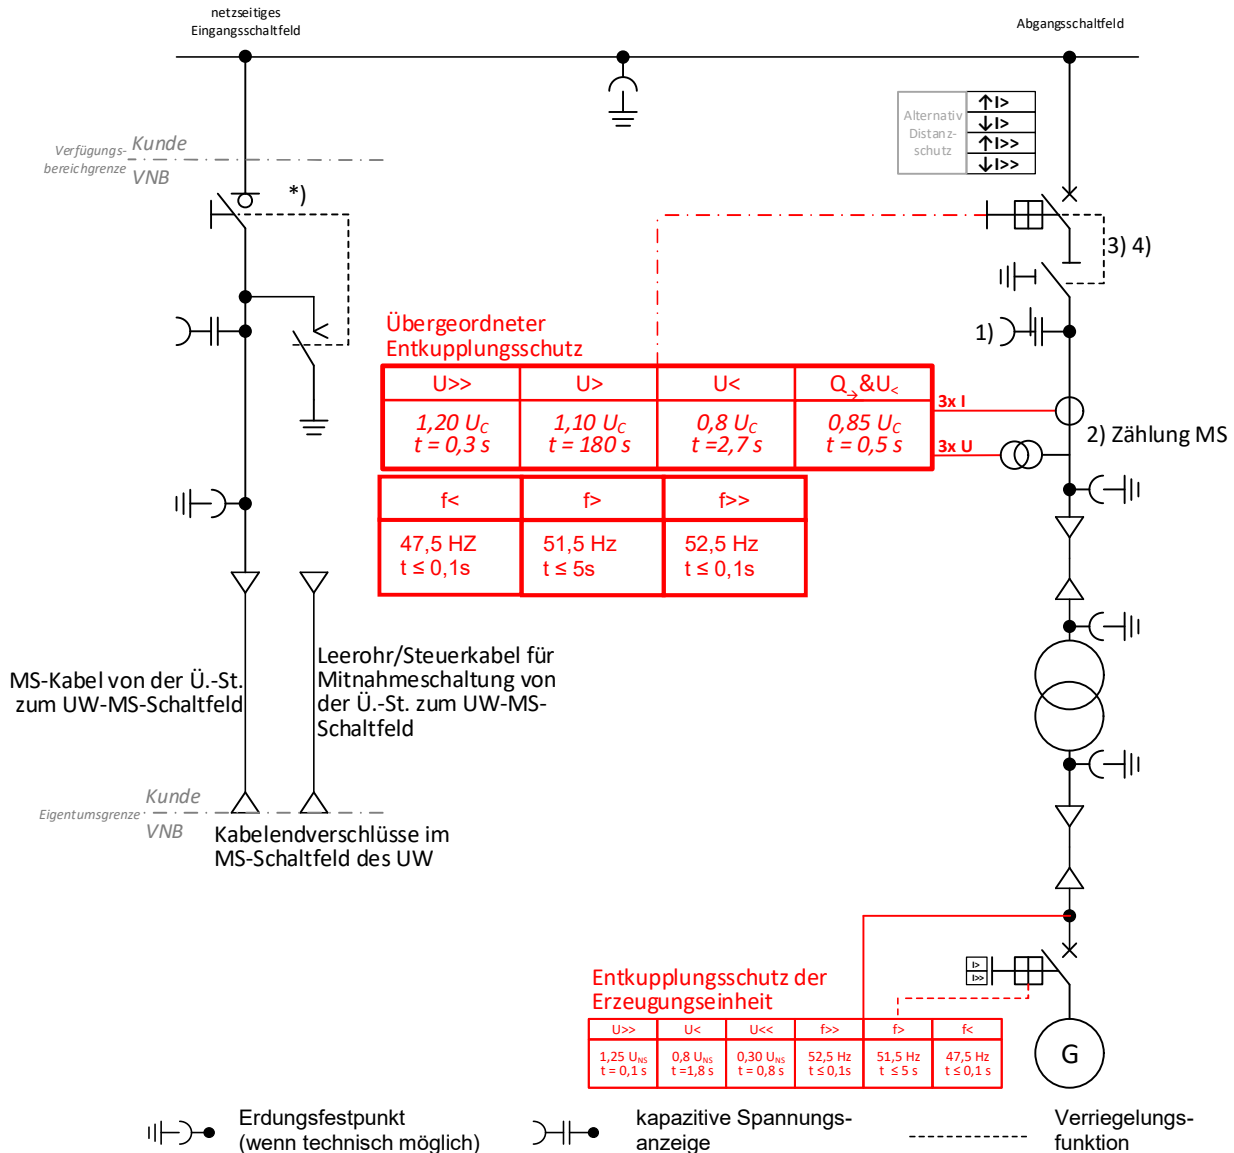 netzseitiges
Eingangsschaltfeld
Abgangsschaltfeld
Alternativ
Distanz-
schutz
↑I>
↓I>
↑I>>
↓I>>
Verfügungs-
bereichgrenze
Kunde
VNB
*)
3) 4)
1)
Übergeordneter
Entkupplungsschutz
U>> U> U< Q→&U<
1,20 UC 1,10 UC 0,8 UC 0,85 UC
t = 0,3 s t = 180 s t =2,7 s t = 0,5 s
3x I
3x U
2) Zählung MS
f< f> f>>
47,5 HZ 51,5 Hz 52,5 Hz
t ≤ 0,1s t ≤ 5s t ≤ 0,1s
MS-Kabel von der Ü.-St.
zum UW-MS-Schaltfeld
Leerohr/Steuerkabel für
Mitnahmeschaltung von
der Ü.-St. zum UW-MS-
Schaltfeld
Eigentumsgrenze
Kunde
VNB
Kabelendverschlüsse im
MS-Schaltfeld des UW
I>
I>>
Entkupplungsschutz der
Erzeugungseinheit
U>> U< U<< f>> f> f<
1,25 UNS 0,8 UNS 0,30 UNS 52,5 Hz 51,5 Hz 47,5 Hz
t = 0,1 s t =1,8 s t = 0,8 s t ≤ 0,1s t ≤ 5 s t ≤ 0,1 s
G
Erdungsfestpunkt
(wenn technisch möglich)
kapazitive Spannungs-
anzeige
Verriegelungs-
funktion